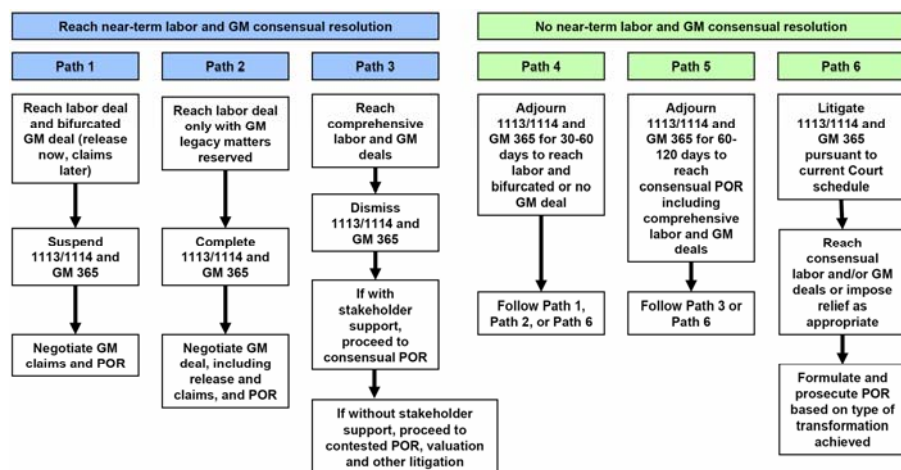 Reach near-term labor and GM consensual resolution
No near-term labor and GM consensual resolution
Path 1
Reach labor deal
and bifurcated
GM deal (release
now, claims
later)
Suspend
1113/1114 and
GM 365
Negotiate GM
claims and POR
Path 2
Reach labor deal
only with GM
legacy matters
reserved
Complete
1113/1114 and
GM 365
Negotiate GM
deal, including
release and
claims, and POR
Path 3
Reach
comprehensive
labor and GM
deals
Dismiss
1113/1114 and
GM 365
If with
stakeholder
support,
proceed to
consensual POR
If without stakeholder
support, proceed to
contested POR, valuation
and other litigation
Path 4
Adjourn
1113/1114 and
GM 365 for 30-60
days to reach
labor and
bifurcated or no
GM deal
Follow Path 1,
Path 2, or Path 6
Path 5
Adjourn
1113/1114 and
GM 365 for 60-
120 days to
reach
consensual POR
including
comprehensive
labor and GM
deals
Follow Path 3 or
Path 6
Path 6
Litigate
1113/1114 and
GM 365
pursuant to
current Court
schedule
Reach
consensual
labor and/or GM
deals or impose
relief as
appropriate
Formulate and
prosecute POR
based on type of
transformation
achieved